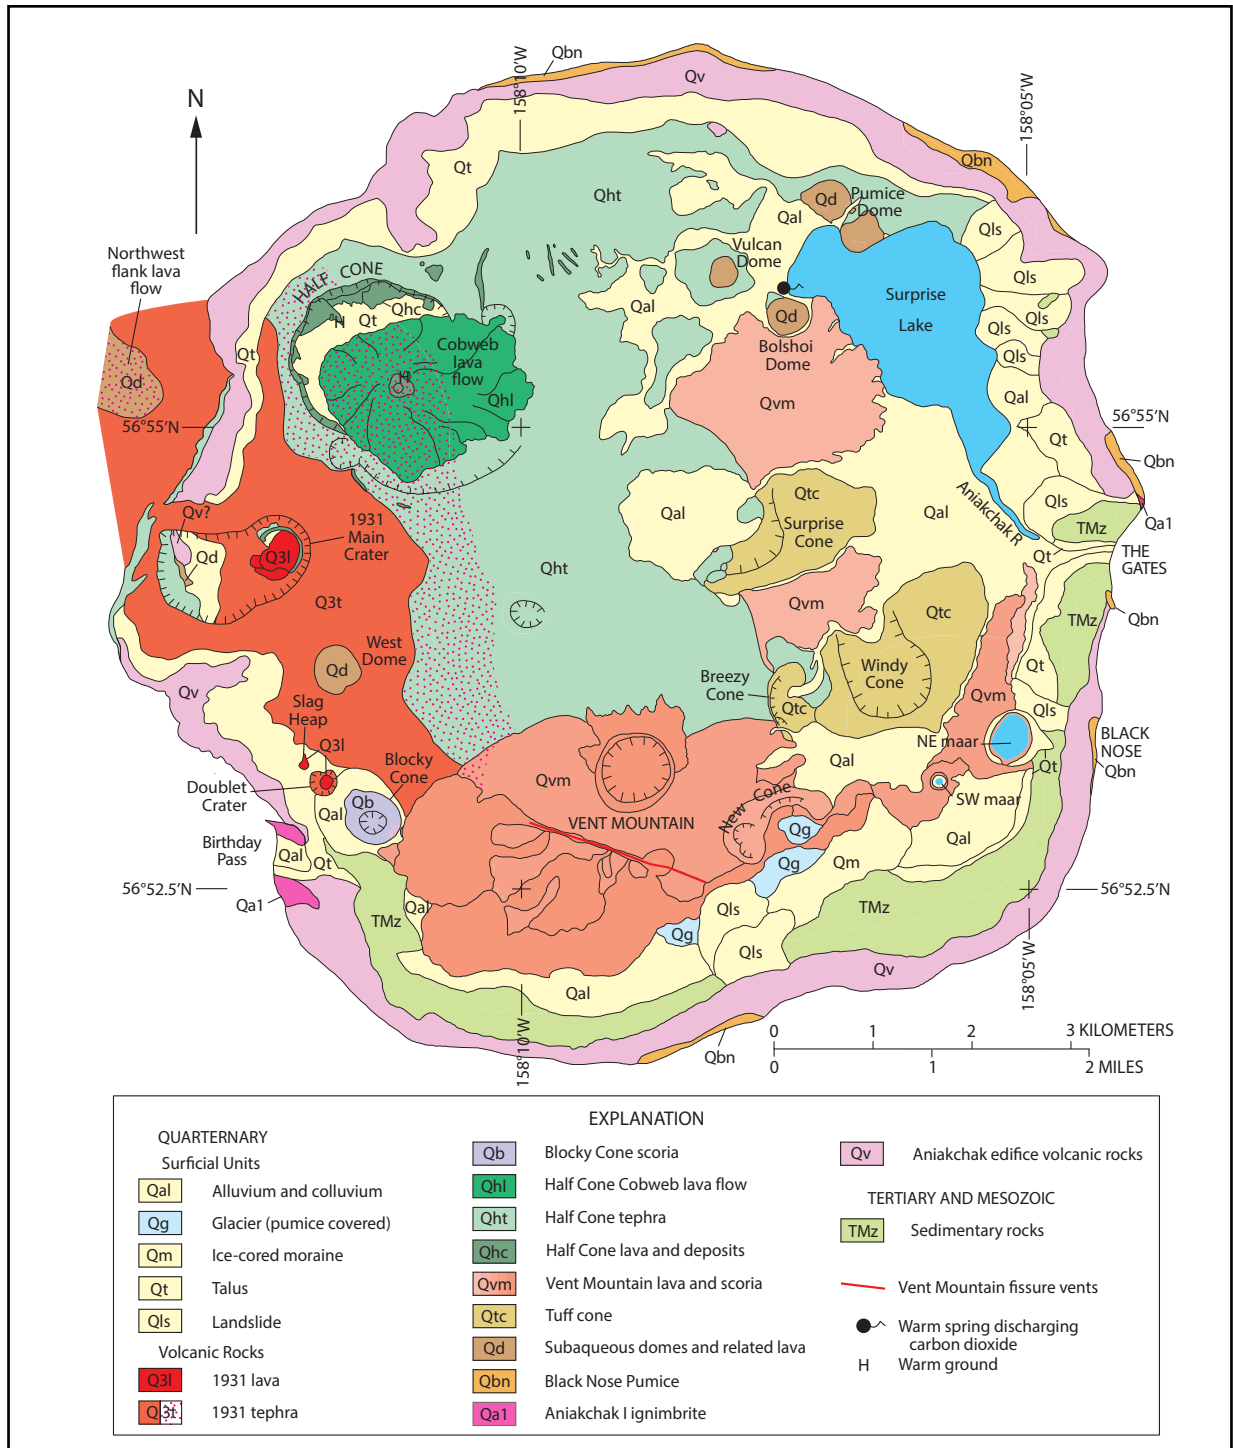 N
158°10'W
Qbn
Qv
158°05'W
Qbn
Qt
Qht
Qd
Pumice
Dome
Qal
Qls
Northwest
flank lava
flow
HALF CONE
Vulcan
Dome
Qls
Surprise
Lake
H
Qt
Qhc
Qal
Qd
Qls
Qls
Qt
Cobweb
lava
flow
Bolshoi
Dome
Qls
Qd
H
Qhl
Qvm
Qal
56°55'N
56°55'N
Qt
Qbn
Aniakchak R
Qv?
1931
Main
Crater
Qal
Qtc
Surprise
Cone
Qal
Qls
TMz
Qa1
Qd
Q3l
Qt
THE
GATES
Qht
Q3t
Qvm
Qtc
TMz
Qbn
West
Dome
Qd
Breezy
Cone
Windy
Cone
Qt
Qv
Qvm
Slag
Heap
Qtc
Qls
Q3l
NE maar
BLACK
NOSE
Qbn
Blocky
Cone
Qal
Qt
Doublet
Crater
Qvm
SW maar
Qb
New Cone
Qal
VENT MOUNTAIN
Qg
Birthday
Pass
Qal
Qt
Qg
Qm
Qal
56°52.5'N
56°52.5'N
Qa1
TMz
Qal
Qls
TMz
Qg
Qls
Qv
158°05'W
Qal
158°10'W
Qbn
0 1 2 3 KILOMETERS
0 1 2 MILES
EXPLANATION
QUARTERNARY
Surficial Units
Qal Alluvium and colluvium
Qg Glacier (pumice covered)
Qm Ice-cored moraine
Qt Talus
Qls Landslide
Volcanic Rocks
Q3l 1931 lava
Q3t 1931 tephra
Qb Blocky Cone scoria
Qhl Half Cone Cobweb lava flow
Qht Half Cone tephra
Qhc Half Cone lava and deposits
Qvm Vent Mountain lava and scoria
Qtc Tuff cone
Qd Subaqueous domes and related lava
Qbn Black Nose Pumice
Qa1 Aniakchak I ignimbrite
Qv Aniakchak edifice volcanic rocks
TERTIARY AND MESOZOIC
TMz Sedimentary rocks
Vent Mountain fissure vents
Warm spring discharging
carbon dioxide
H Warm ground